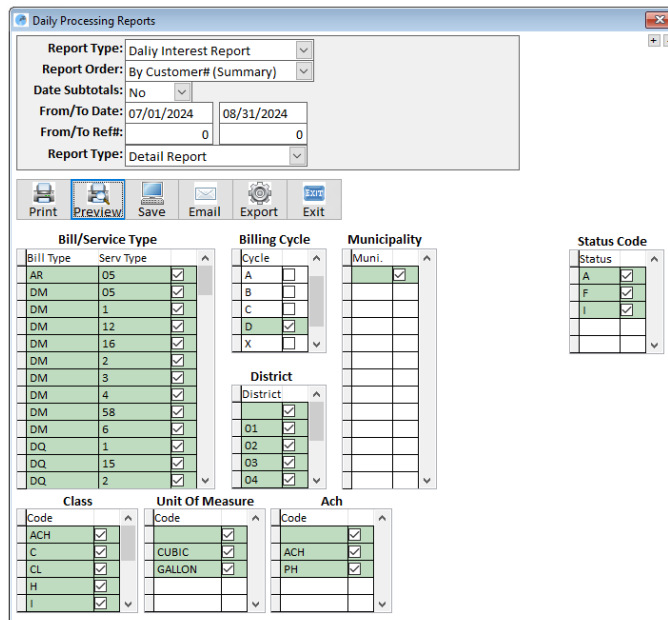 Daily Processing Reports
Report Type: Daliy Interest Report
Report Order: By Customer# (Summary)
Date Subtotals: No
From/To Date: 07/01/2024 08/31/2024
From/To Ref#: 0 0
Report Type: Detail Report
Print Preview Save Email Export Exit
EXIT
Bill/Service Type
Bill Type Serv Type
AR 05
DM 05
DM 1
DM 12
DM 16
DM 2
DM 3
DM 4
DM 58
DM 6
DQ 1
DQ 15
DQ 2
Billing Cycle
Cycle
A
B
C
D
X
District
District
01
02
03
04
Municipality
Muni.
Status Code
Status
A
F
I
Class
Code
ACH
C
CL
H
I
Unit Of Measure
Code
CUBIC
GALLON
Ach
Code
ACH
PH